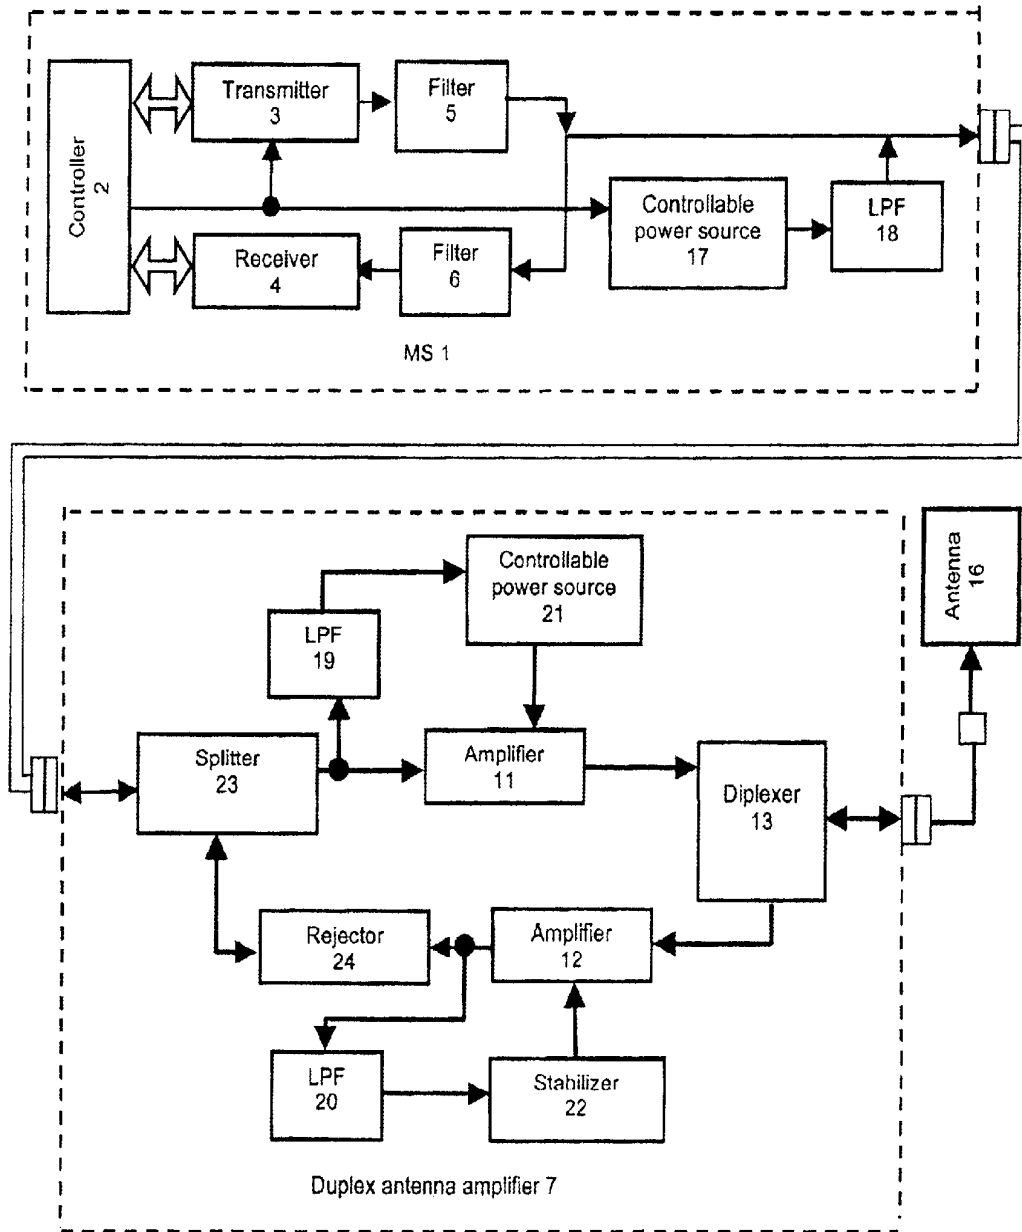 Controller
2
Transmitter
3
Filter
5
Controllable
power source
17
LPF
18
Receiver
4
Filter
6
MS 1
Controllable
power source
21
LPF
19
Antenna
16
Splitter
23
Amplifier
11
Diplexer
13
Rejector
24
Amplifier
12
LPF
20
Stabilizer
22
Duplex antenna amplifier 7